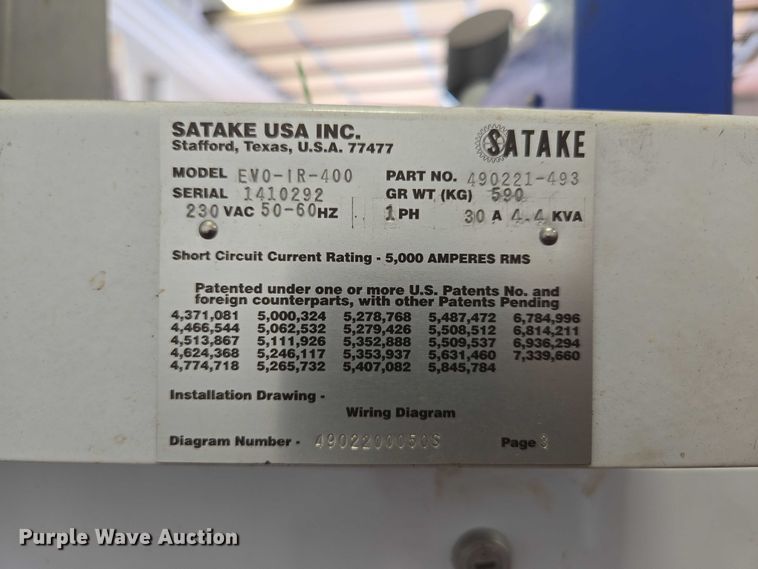 SATAKE USA INC.
Stafford, Texas, U.S.A. 77477
SATAKE
MODEL EVO-IR-400 PART NO. 490221-493
SERIAL 1410292 GR WT (KG) 590
230 VAC 50-60 HZ 1 PH 30 A 4.4 KVA
Short Circuit Current Rating - 5,000 AMPERES RMS
Patented under one or more U.S. Patents No. and
foreign counterparts, with other Patents Pending
4,371,081 5,000,324 5,278,768 5,487,472 6,784,996
4,466,544 5,062,532 5,279,426 5,508,512 6,814,211
4,513,867 5,111,926 5,352,888 5,509,537 6,936,294
4,624,368 5,246,117 5,353,937 5,631,460 7,339,660
4,774,718 5,265,732 5,407,082 5,845,784
Installation Drawing -
Wiring Diagram
Diagram Number - 4902200050S Page 3
Purple Wave Auction